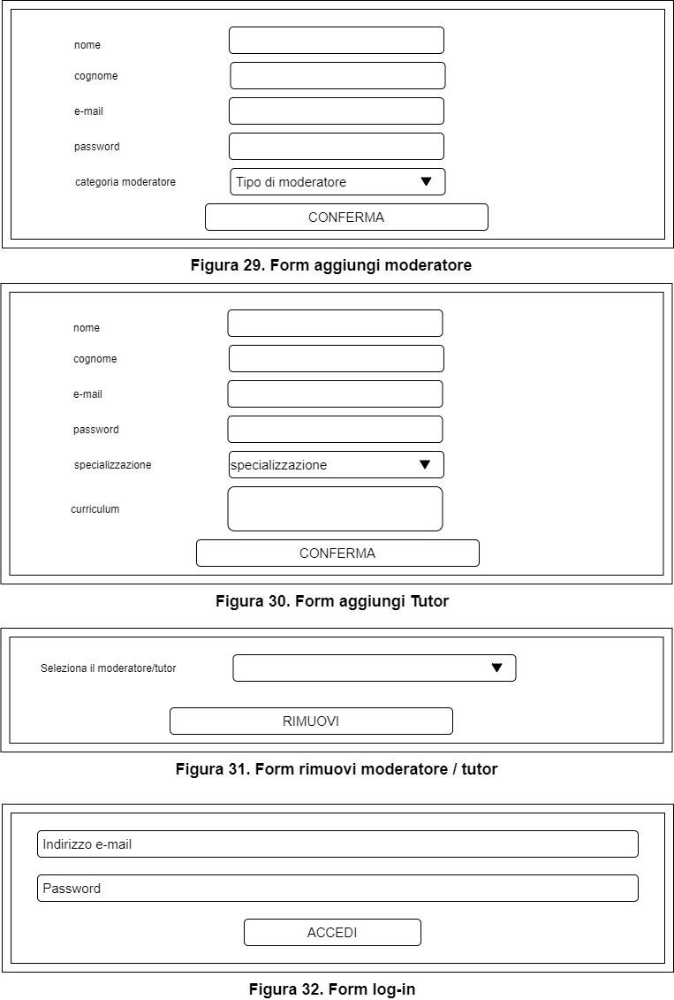 nome
cognome
e-mail
password
categoria moderatore Tipo di moderatore
CONFERMA
Figura 29. Form aggiungi moderatore
nome
cognome
e-mail
password
specializzazione specializzazione
curriculum
CONFERMA
Figura 30. Form aggiungi Tutor
Seleziona il moderatore/tutor
RIMUOVI
Figura 31. Form rimuovi moderatore / tutor
Indirizzo e-mail
Password
ACCEDI
Figura 32. Form log-in